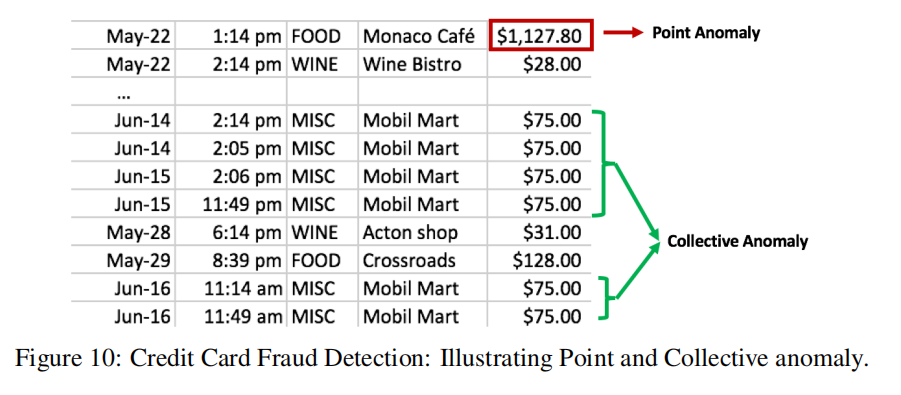 May-22 1:14 pm FOOD Monaco Café $1,127.80 Point Anomaly
May-22 2:14 pm WINE Wine Bistro $28.00
...
Jun-14 2:14 pm MISC Mobil Mart $75.00
Jun-14 2:05 pm MISC Mobil Mart $75.00
Jun-15 2:06 pm MISC Mobil Mart $75.00
Jun-15 11:49 pm MISC Mobil Mart $75.00
May-28 6:14 pm WINE Acton shop $31.00
Collective Anomaly
May-29 8:39 pm FOOD Crossroads $128.00
Jun-16 11:14 am MISC Mobil Mart $75.00
Jun-16 11:49 am MISC Mobil Mart $75.00
Figure 10: Credit Card Fraud Detection: Illustrating Point and Collective anomaly.